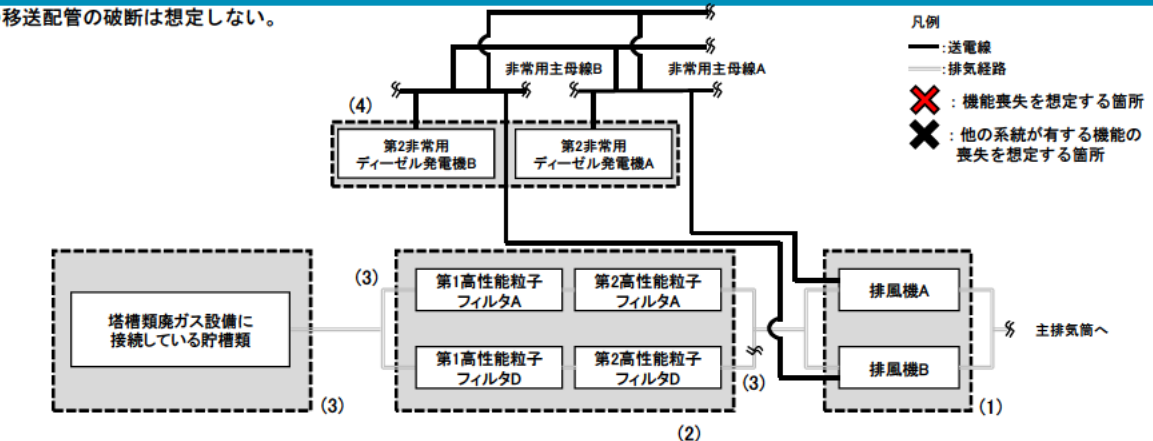 移送配管の破断は想定しない。
凡例
:送電線
:排気経路
:機能喪失を想定する箇所
:他の系統が有する機能の
喪失を想定する箇所
非常用主母線B
非常用主母線A
(4)
第2非常用
ディーゼル発電機B
第2非常用
ディーゼル発電機A
塔槽類廃ガス設備に
接続している貯槽類
(3)
(3)
第1高性能粒子
フィルタA
第2高性能粒子
フィルタA
第1高性能粒子
フィルタD
第2高性能粒子
フィルタD
(3)
(2)
排風機A
排風機B
(1)
主排気筒へ